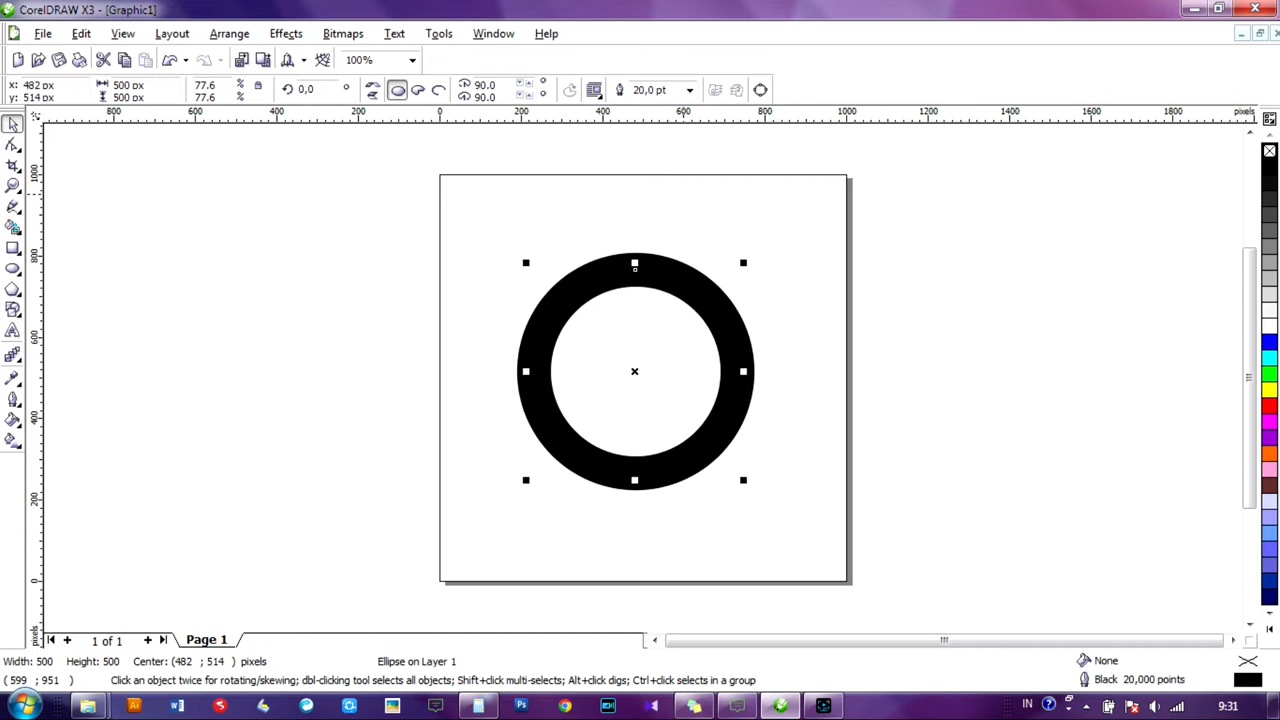 CorelDRAW X3 - [Graphic1]
File Edit View Layout Arrange Effects Bitmaps Text Tools Window Help
100%
x: 482 px 500 px 77.6 % 0,0 ° 90.0 ° 20,0 pt
y: 514 px 500 px 77.6 % 90.0 °
800 600 400 200 0 200 400 600 800 1000 1200 1400 1600 1800 pixels
1000
800
600
400
200
0
pixels
1 of 1 Page 1
Width: 500 Height: 500 Center: (482 ; 514 ) pixels Ellipse on Layer 1 None
( 599 ; 951 ) Click an object twice for rotating/skewing; dbl-clicking tool selects all objects; Shift+click multi-selects; Alt+click digs; Ctrl+click selects in a group Black 20,000 points
Ai W Ps IN ? 9:31